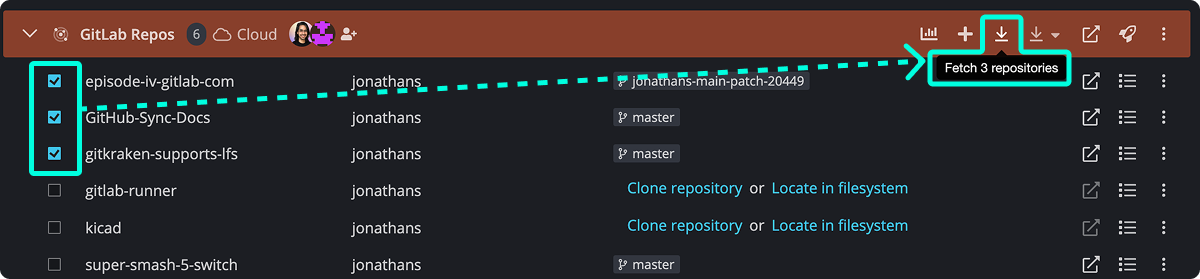 GitLab Repos 6 Cloud
Fetch 3 repositories
episode-iv-gitlab-com jonathans jonathans-main-patch-20449
GitHub-Sync-Docs jonathans master
gitkraken-supports-lfs jonathans master
gitlab-runner jonathans Clone repository or Locate in filesystem
kicad jonathans Clone repository or Locate in filesystem
super-smash-5-switch jonathans master